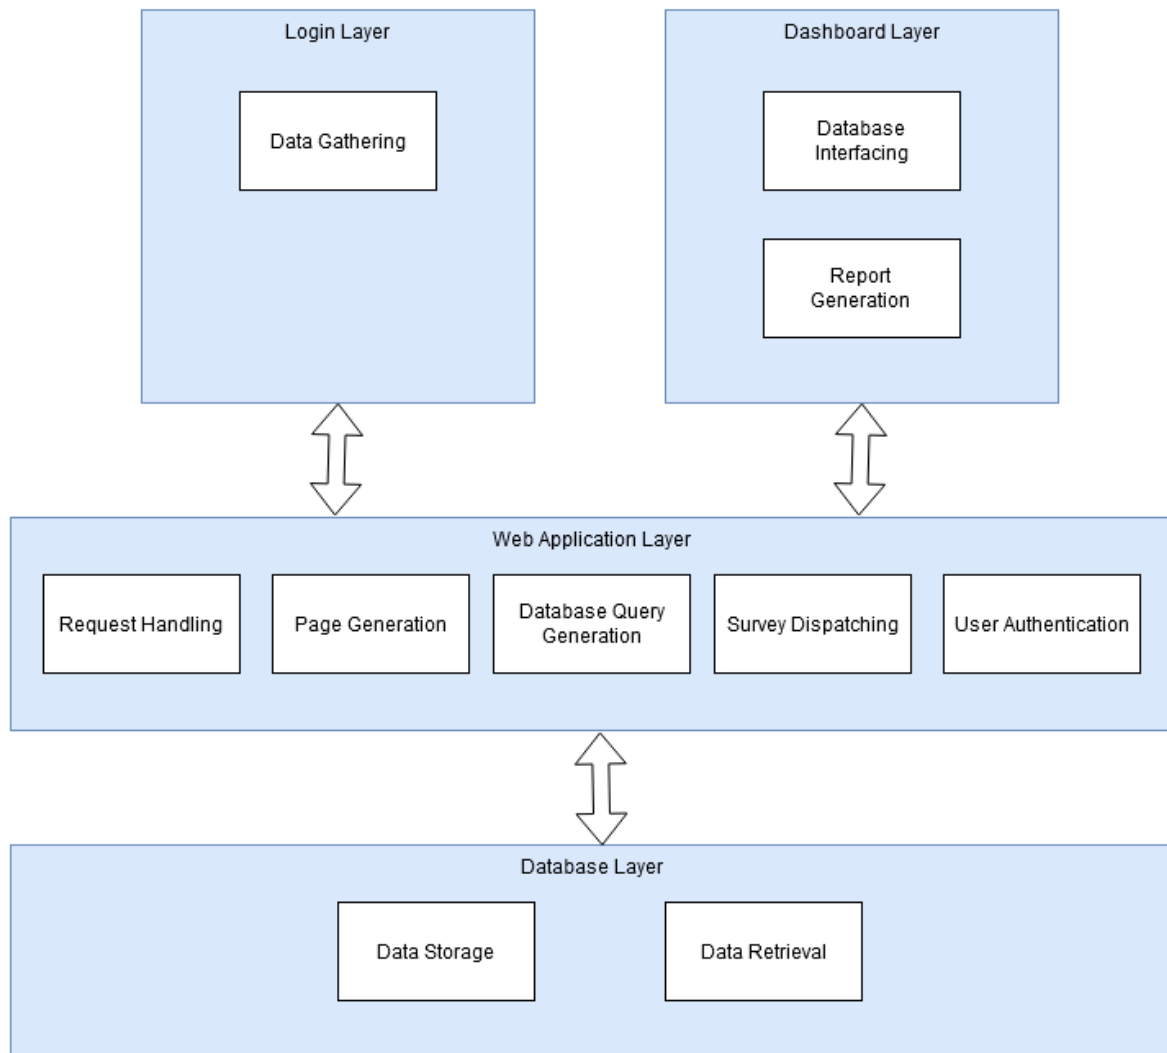 Login Layer
Data Gathering
Dashboard Layer
Database
Interfacing
Report
Generation
Web Application Layer
Request Handling
Page Generation
Database Query
Generation
Survey Dispatching
User Authentication
Database Layer
Data Storage
Data Retrieval